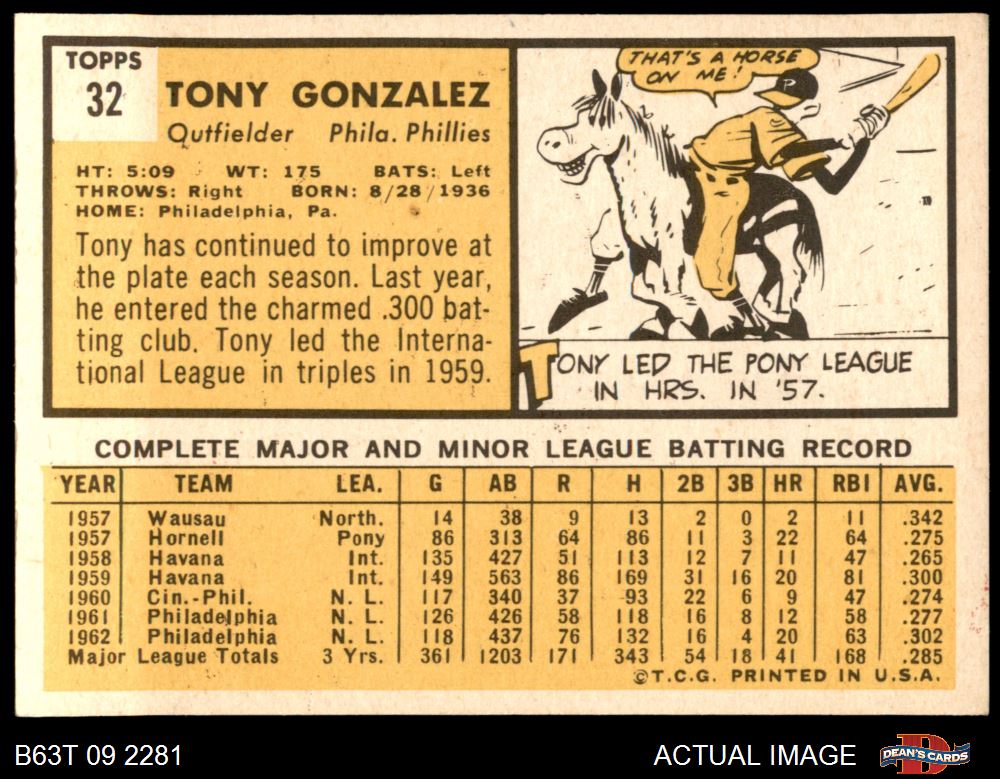 TOPPS
32
TONY GONZALEZ
Outfielder Phila. Phillies
HT: 5:09 WT: 175 BATS: Left
THROWS: Right BORN: 8/28/1936
HOME: Philadelphia, Pa.
Tony has continued to improve at
the plate each season. Last year,
he entered the charmed .300 bat-
ting club. Tony led the Interna-
tional League in triples in 1959.
THAT'S A HORSE
ON ME!
P
TONY LED THE PONY LEAGUE
IN HRS. IN '57.
COMPLETE MAJOR AND MINOR LEAGUE BATTING RECORD
YEAR TEAM LEA. G AB R H 2B 3B HR RBI AVG.
1957 Wausau North. 14 38 9 13 2 0 2 11 .342
1957 Hornell Pony 86 313 64 86 11 3 22 64 .275
1958 Havana Int. 135 427 51 113 12 7 11 47 .265
1959 Havana Int. 149 563 86 169 31 16 20 81 .300
1960 Cin.-Phil. N. L. 117 340 37 93 22 6 9 47 .274
1961 Philadelphia N. L. 126 426 58 118 16 8 12 58 .277
1962 Philadelphia N. L. 118 437 76 132 16 4 20 63 .302
Major League Totals 3 Yrs. 361 1203 171 343 54 18 41 168 .285
©T.C.G. PRINTED IN U.S.A.
B63T 09 2281 ACTUAL IMAGE D DEAN'S CARDS